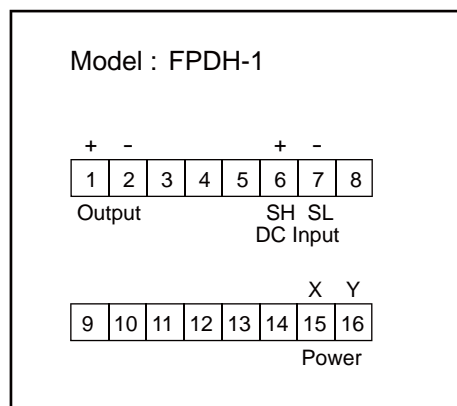 Model : FPDH-1
+ - + -
1 2 3 4 5 6 7 8
Output SH SL
DC Input
X Y
9 10 11 12 13 14 15 16
Power